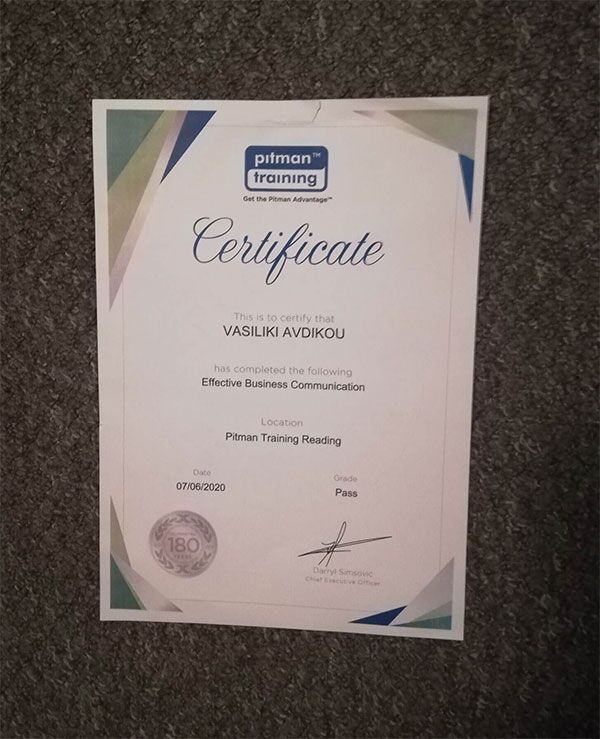 pitman™
training
Get the Pitman Advantage™
Certificate
This is to certify that
VASILIKI AVDIKOU
has completed the following
Effective Business Communication
Location
Pitman Training Reading
Date
07/06/2020
Grade
Pass
180
YEARS
Darryl Simsovic
Chief Executive Officer